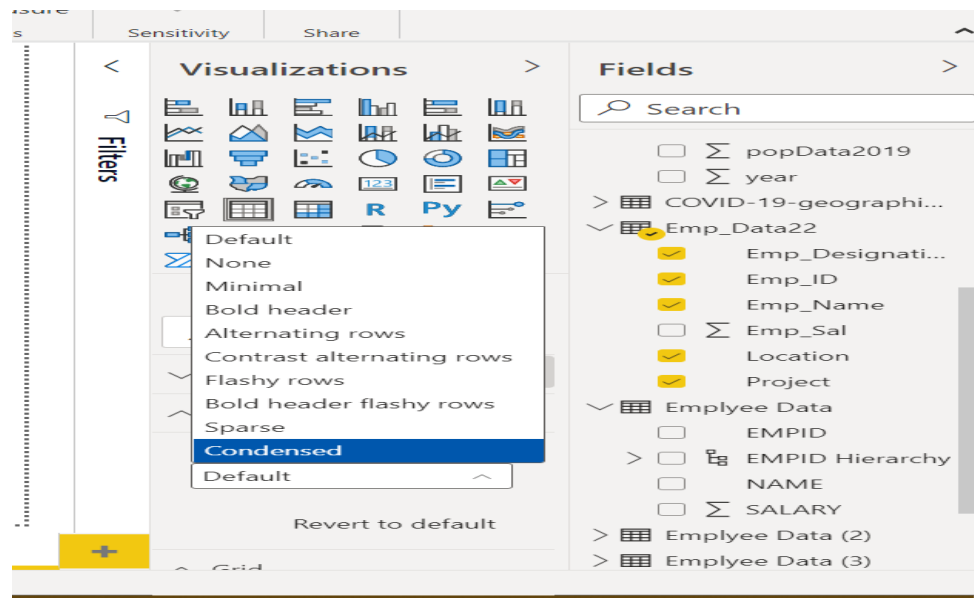 Sensitivity
Share
Visualizations
Filters
123
R
Py
Default
None
Minimal
Bold header
Alternating rows
Contrast alternating rows
Flashy rows
Bold header flashy rows
Sparse
Condensed
Default
Revert to default
Fields
Search
Σ popData2019
Σ year
COVID-19-geographi...
Emp_Data22
Emp_Designati...
Emp_ID
Emp_Name
Σ Emp_Sal
Location
Project
Emplyee Data
EMPID
EMPID Hierarchy
NAME
Σ SALARY
Emplyee Data (2)
Emplyee Data (3)